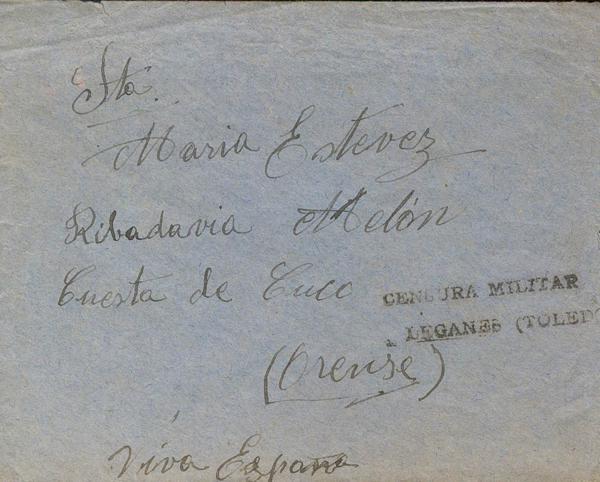 Sta.
Maria Estevez
Ribadavia Melón
Cuesta de Cuco
CENSURA MILITAR
LEGANES (TOLEDO
(Orense)
Viva España